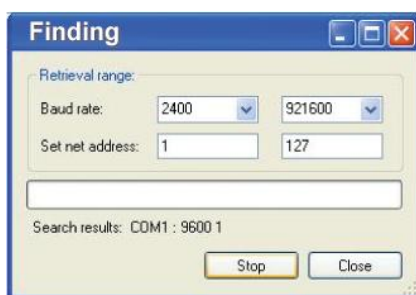 Finding
Retrieval range:
Baud rate: 2400 921600
Set net address: 1 127
Search results: COM1 : 9600 1
Stop Close